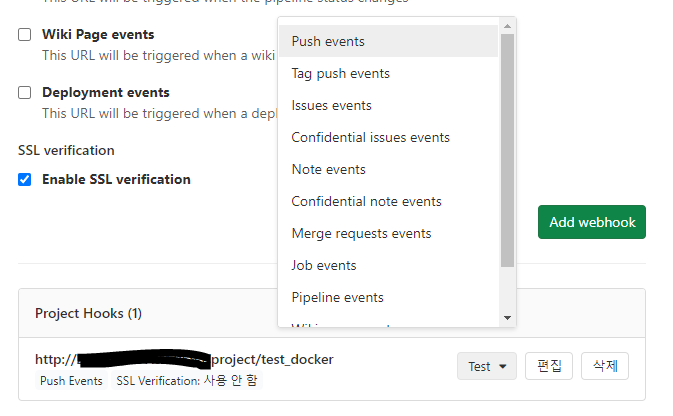 This URL will be triggered when the pipeline status changes
Wiki Page events
This URL will be triggered when a wiki
Deployment events
This URL will be triggered when a depl
SSL verification
Enable SSL verification
Push events
Tag push events
Issues events
Confidential issues events
Note events
Confidential note events
Merge requests events
Job events
Pipeline events
Add webhook
Project Hooks (1)
http:// project/test_docker
Test
편집
삭제
Push Events
SSL Verification: 사용 안 함